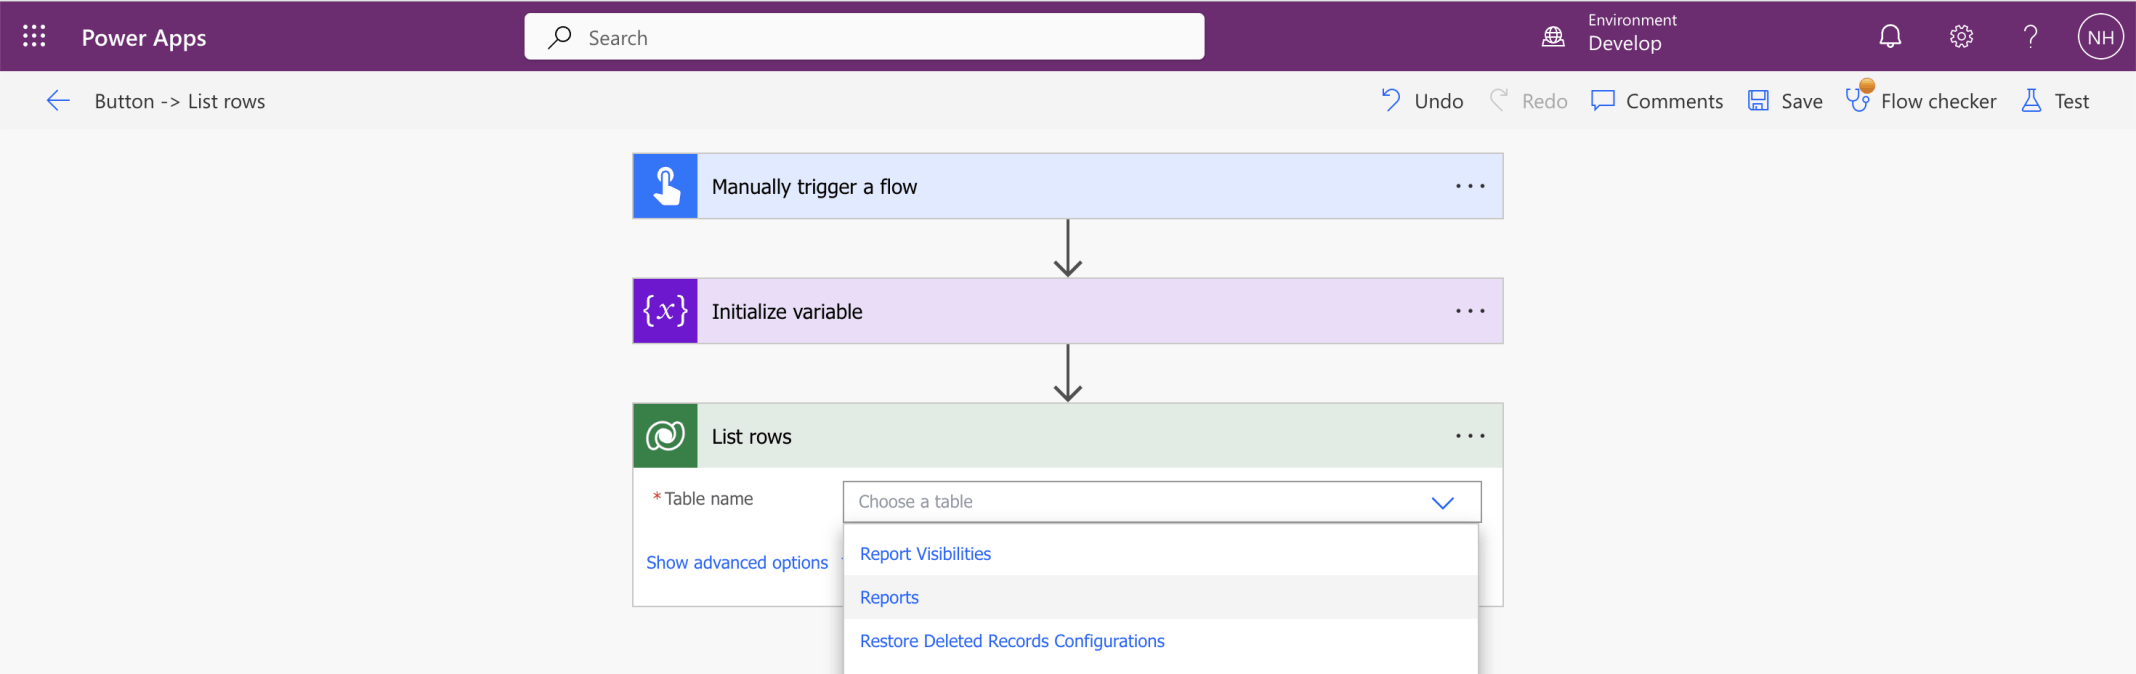 Power Apps
Search
Environment
Develop
?
NH
Button -> List rows
Undo
Redo
Comments
Save
Flow checker
Test
Manually trigger a flow
...
{x}
Initialize variable
...
List rows
...
* Table name
Choose a table
Show advanced options
Report Visibilities
Reports
Restore Deleted Records Configurations